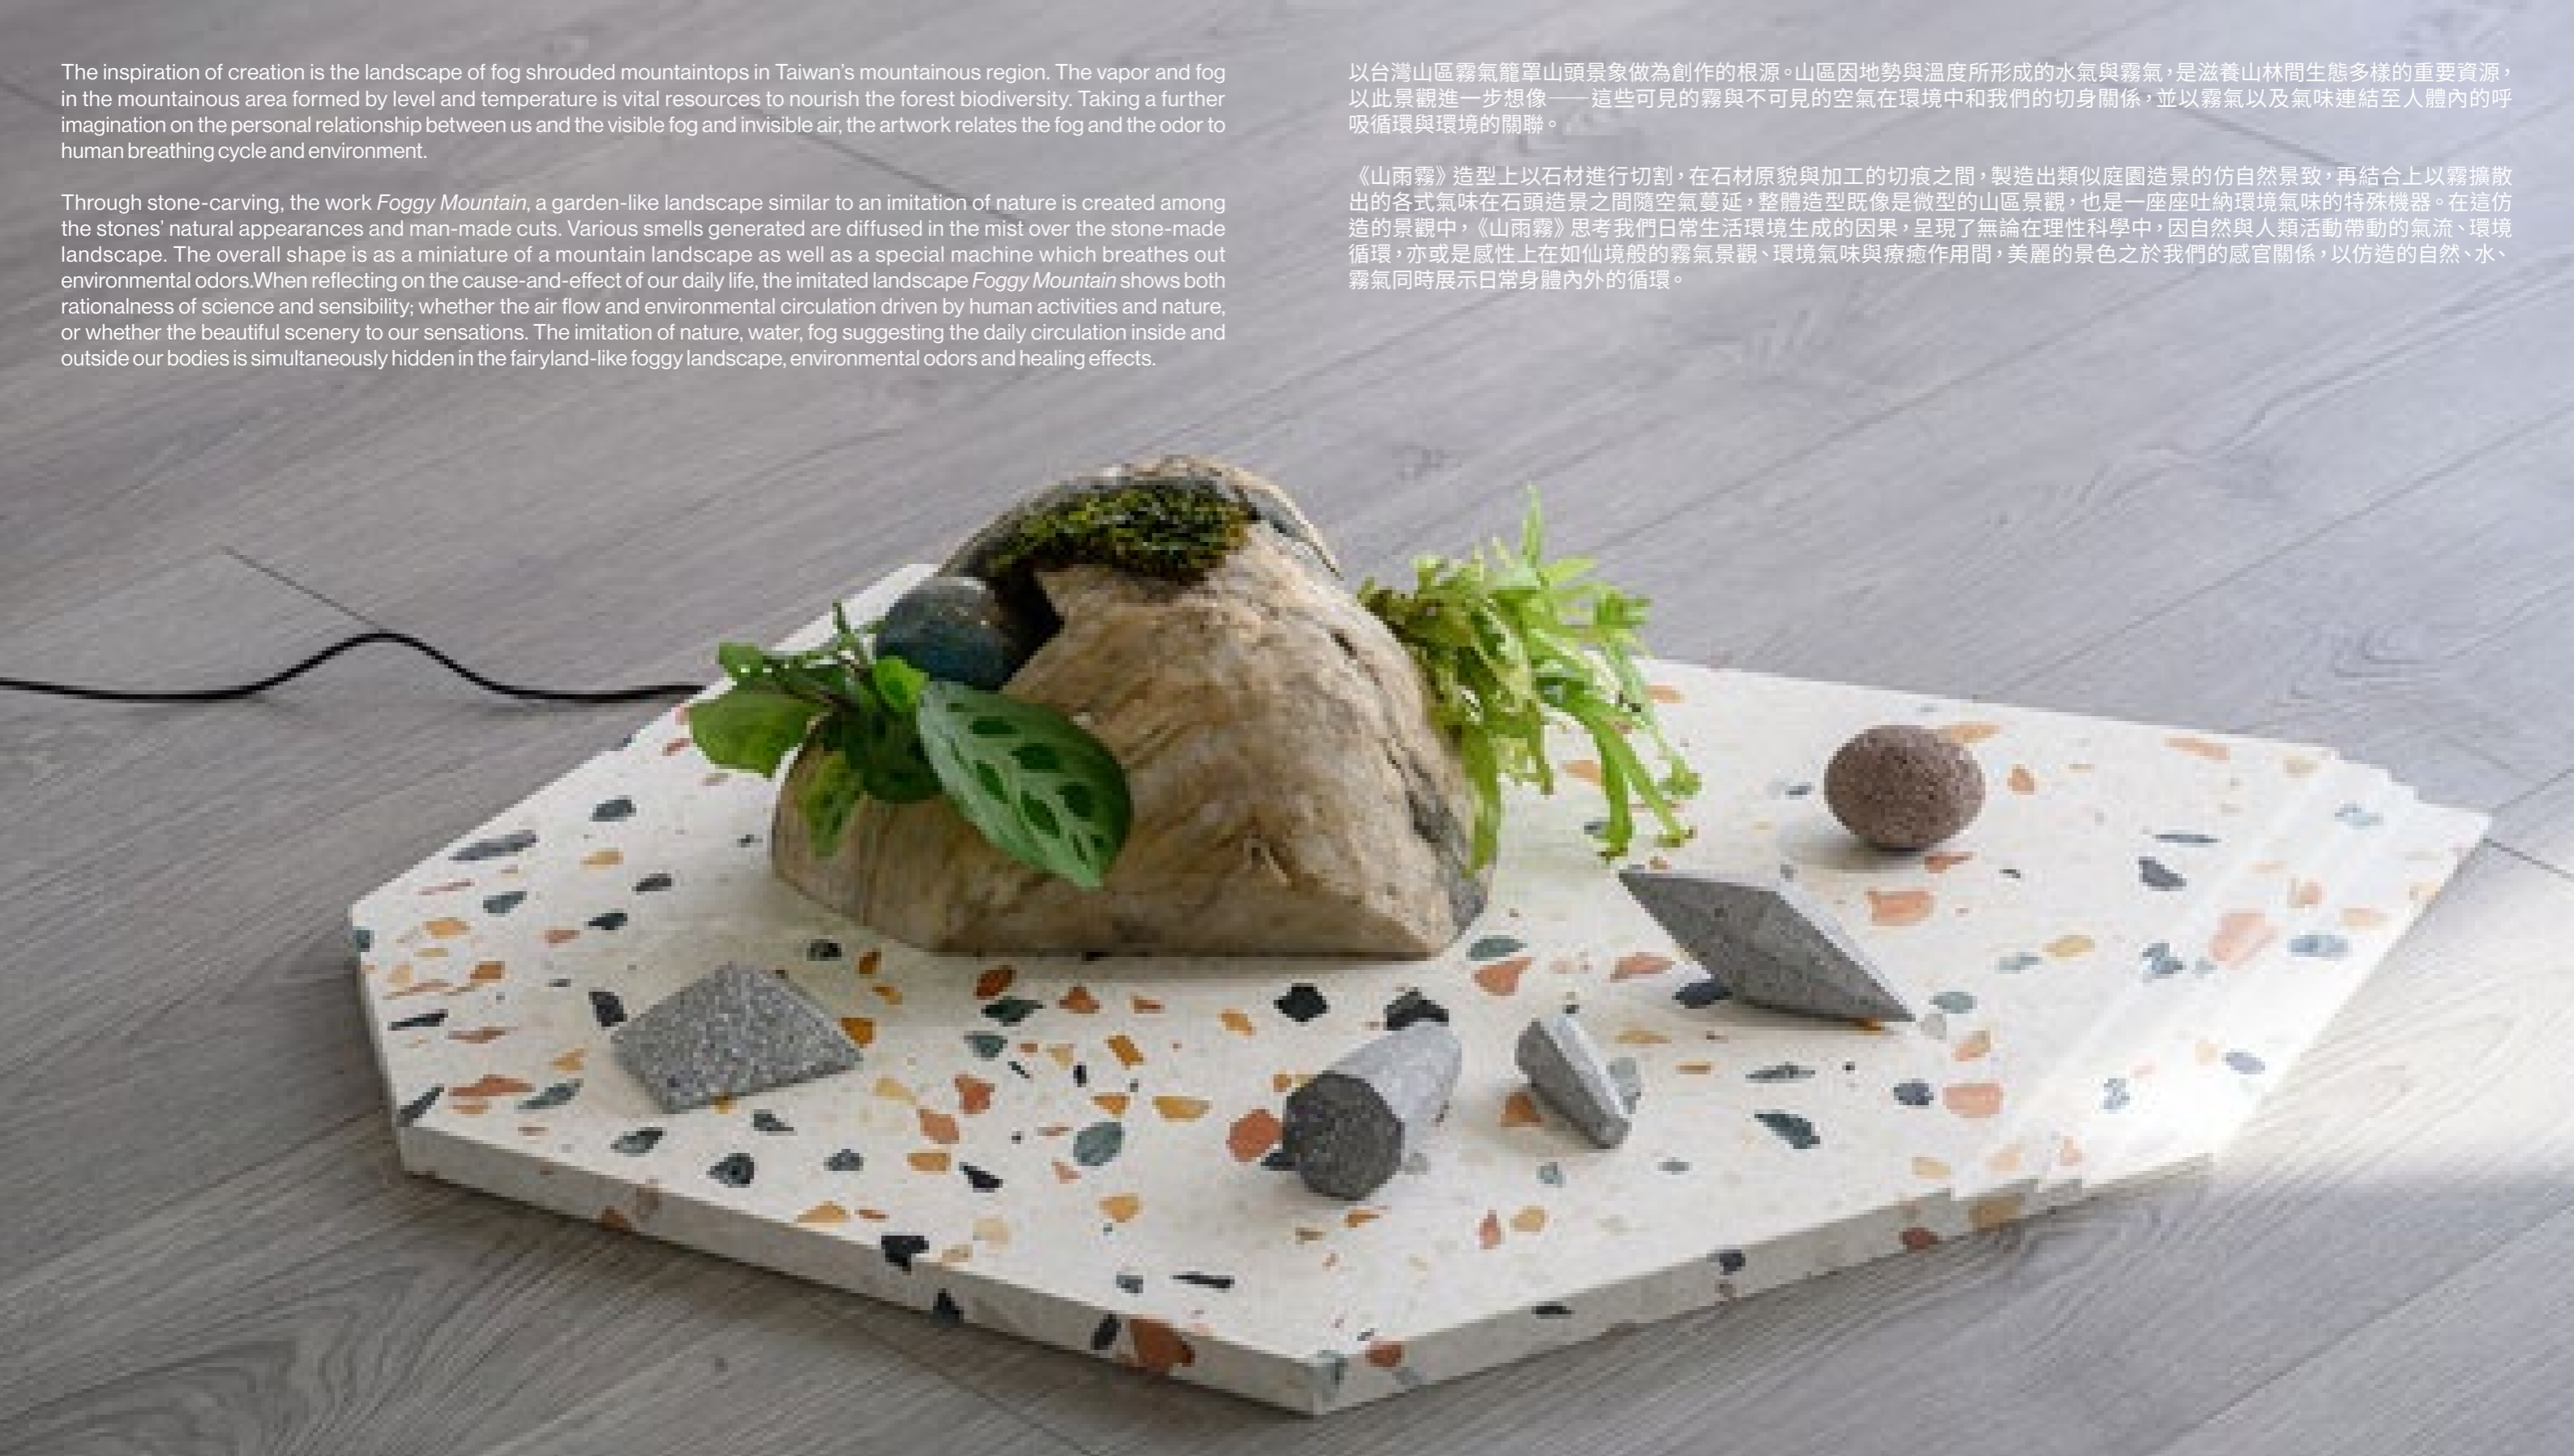 The inspiration of creation is the landscape of fog shrouded mountaintops in Taiwan's mountainous region. The vapor and fog
in the mountainous area formed by level and temperature is vital resources to nourish the forest biodiversity. Taking a further
imagination on the personal relationship between us and the visible fog and invisible air, the artwork relates the fog and the odor to
human breathing cycle and environment.
Through stone-carving, the work Foggy Mountain, a garden-like landscape similar to an imitation of nature is created among
the stones' natural appearances and man-made cuts. Various smells generated are diffused in the mist over the stone-made
landscape. The overall shape is as a miniature of a mountain landscape as well as a special machine which breathes out
environmental odors.When reflecting on the cause-and-effect of our daily life, the imitated landscape Foggy Mountain shows both
rationalness of science and sensibility; whether the air flow and environmental circulation driven by human activities and nature,
or whether the beautiful scenery to our sensations. The imitation of nature, water, fog suggesting the daily circulation inside and
outside our bodies is simultaneously hidden in the fairyland-like foggy landscape, environmental odors and healing effects.
以台灣山區霧氣籠罩山頭景象做為創作的根源。山區因地勢與溫度所形成的水氣與霧氣，是滋養山林間生態多樣的重要資源，
以此景觀進一步想像——這些可見的霧與不可見的空氣在環境中和我們的切身關係，並以霧氣以及氣味連結至人體內的呼
吸循環與環境的關聯。
《山雨霧》造型上以石材進行切割，在石材原貌與加工的切痕之間，製造出類似庭園造景的仿自然景致，再結合上以霧擴散
出的各式氣味在石頭造景之間隨空氣蔓延，整體造型既像是微型的山區景觀，也是一座座吐納環境氣味的特殊機器。在這仿
造的景觀中，《山雨霧》思考我們日常生活環境生成的因果，呈現了無論在理性科學中，因自然與人類活動帶動的氣流、環境
循環，亦或是感性上在如仙境般的霧氣景觀、環境氣味與療癒作用間，美麗的景色之於我們的感官關係，以仿造的自然、水、
霧氣同時展示日常身體內外的循環。